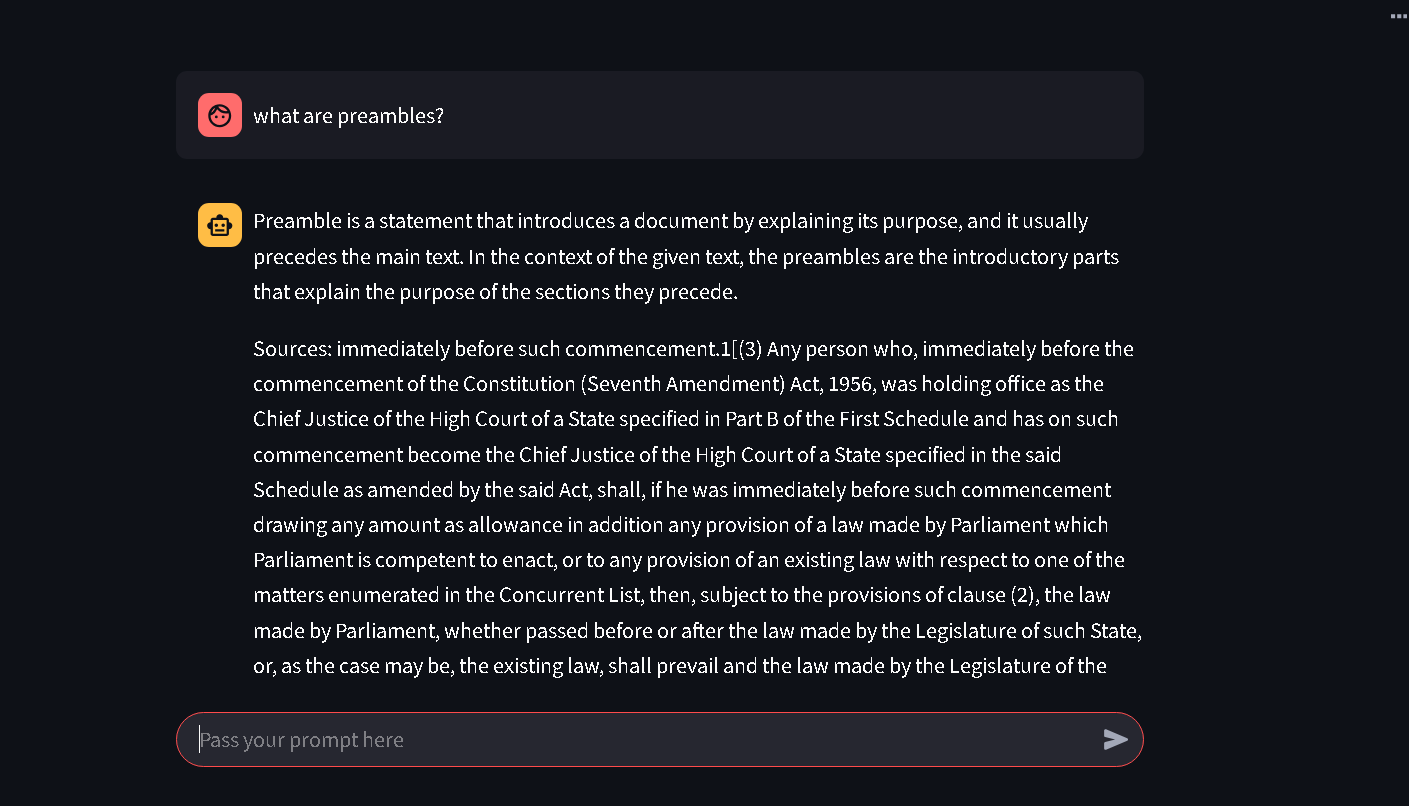 what are preambles?
Preamble is a statement that introduces a document by explaining its purpose, and it usually
precedes the main text. In the context of the given text, the preambles are the introductory parts
that explain the purpose of the sections they precede.
Sources: immediately before such commencement.1[(3) Any person who, immediately before the
commencement of the Constitution (Seventh Amendment) Act, 1956, was holding office as the
Chief Justice of the High Court of a State specified in Part B of the First Schedule and has on such
commencement become the Chief Justice of the High Court of a State specified in the said
Schedule as amended by the said Act, shall, if he was immediately before such commencement
drawing any amount as allowance in addition any provision of a law made by Parliament which
Parliament is competent to enact, or to any provision of an existing law with respect to one of the
matters enumerated in the Concurrent List, then, subject to the provisions of clause (2), the law
made by Parliament, whether passed before or after the law made by the Legislature of such State,
or, as the case may be, the existing law, shall prevail and the law made by the Legislature of the
Pass your prompt here